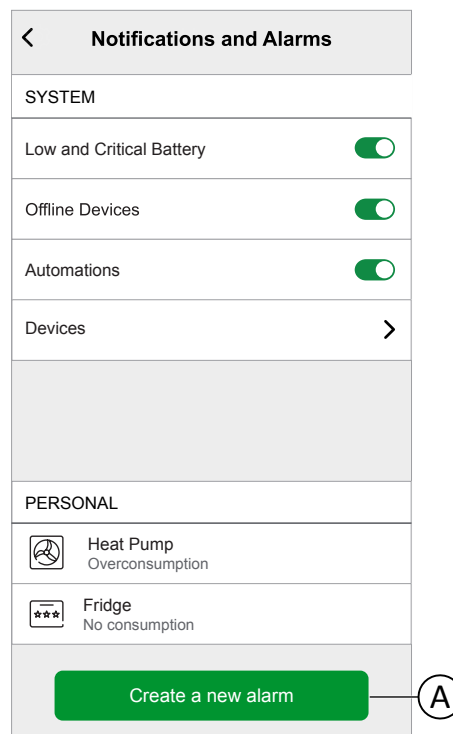 Notifications and Alarms
SYSTEM
Low and Critical Battery
Offline Devices
Automations
Devices
PERSONAL
Heat Pump
Overconsumption
Fridge
No consumption
Create a new alarm
A